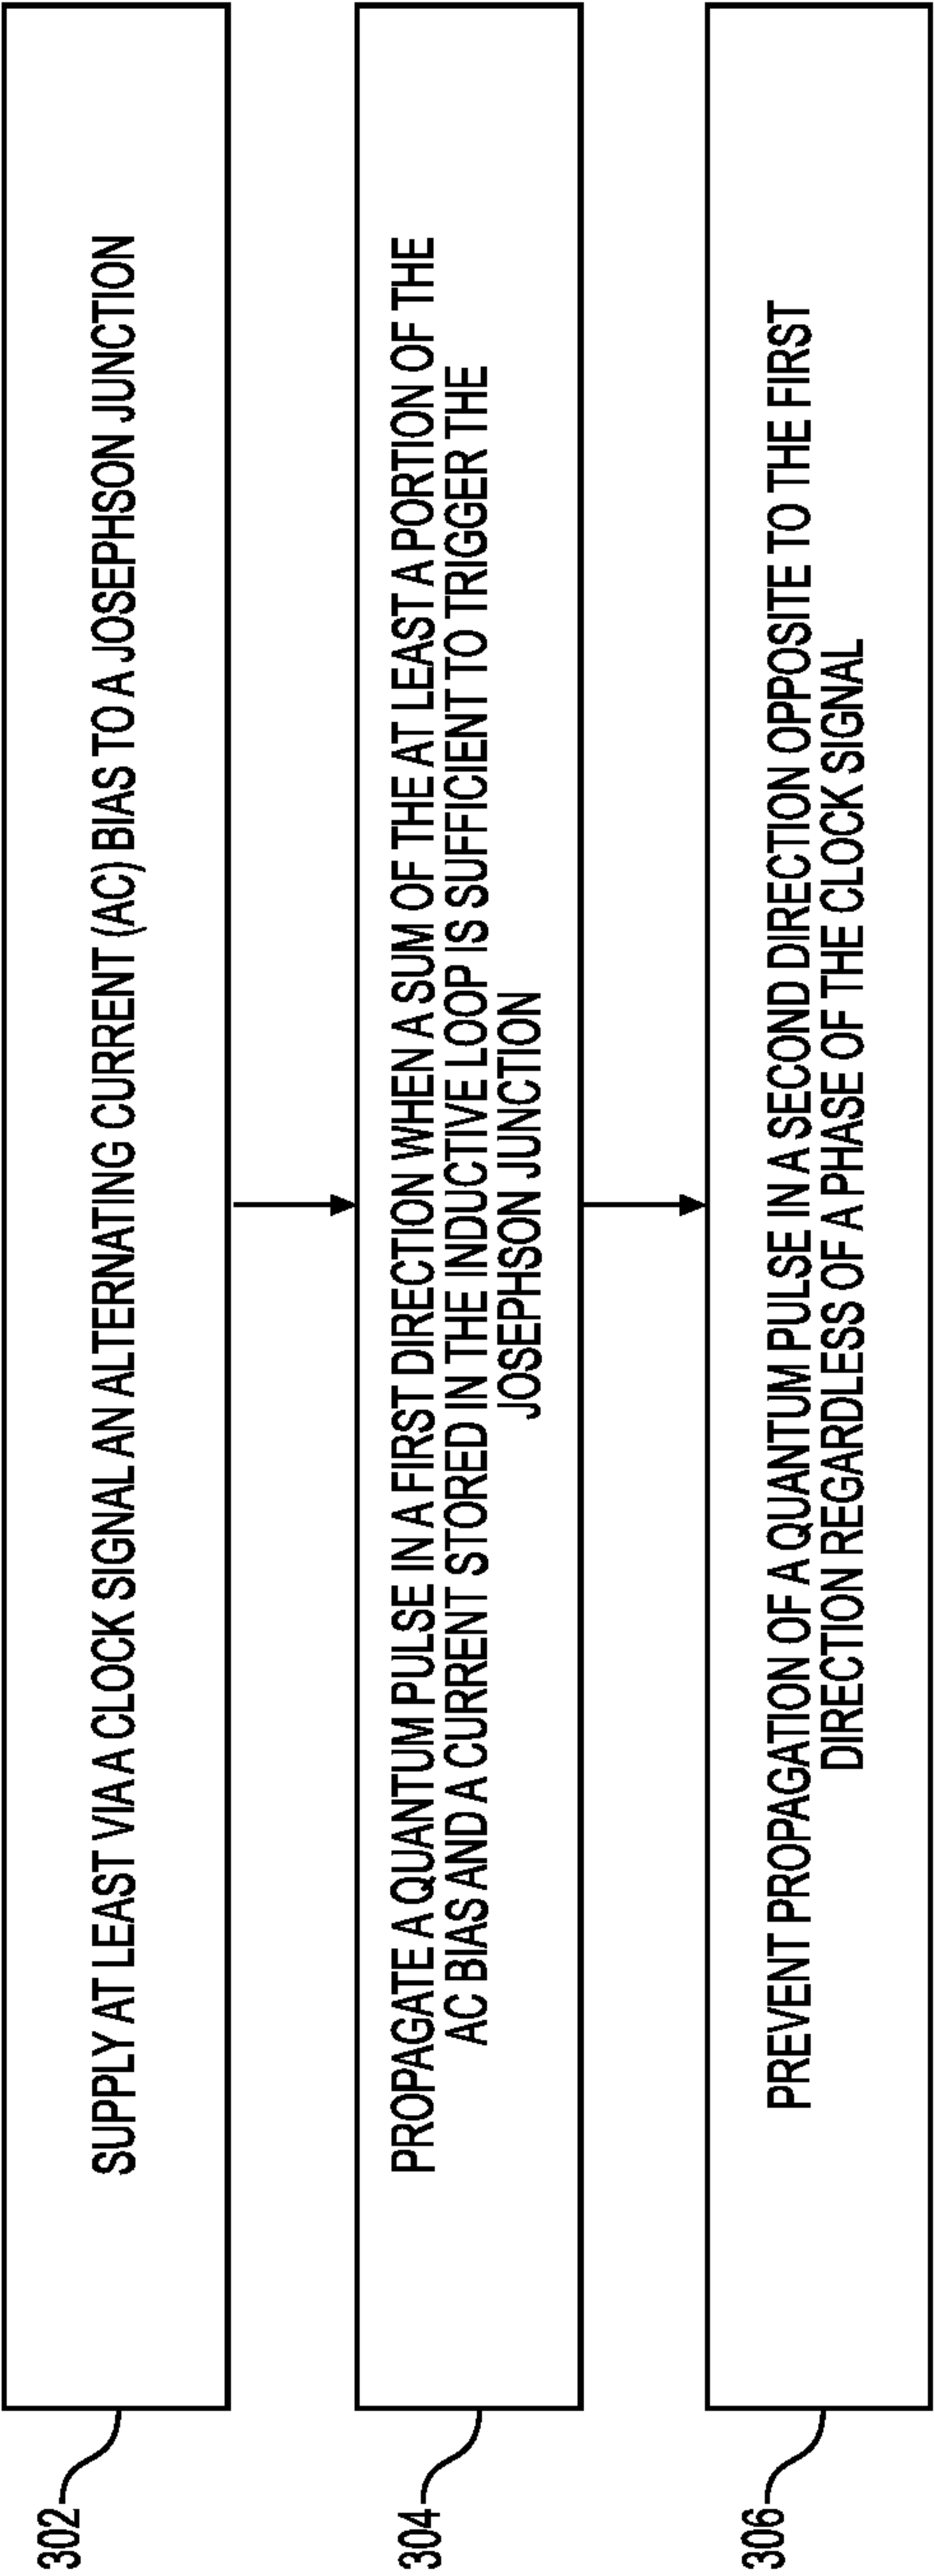 302
SUPPLY AT LEAST VIA A CLOCK SIGNAL AN ALTERNATING CURRENT (AC) BIAS TO A JOSEPHSON JUNCTION
304
PROPAGATE A QUANTUM PULSE IN A FIRST DIRECTION WHEN A SUM OF THE AT LEAST A PORTION OF THE
AC BIAS AND A CURRENT STORED IN THE INDUCTIVE LOOP IS SUFFICIENT TO TRIGGER THE
JOSEPHSON JUNCTION
306
PREVENT PROPAGATION OF A QUANTUM PULSE IN A SECOND DIRECTION OPPOSITE TO THE FIRST
DIRECTION REGARDLESS OF A PHASE OF THE CLOCK SIGNAL